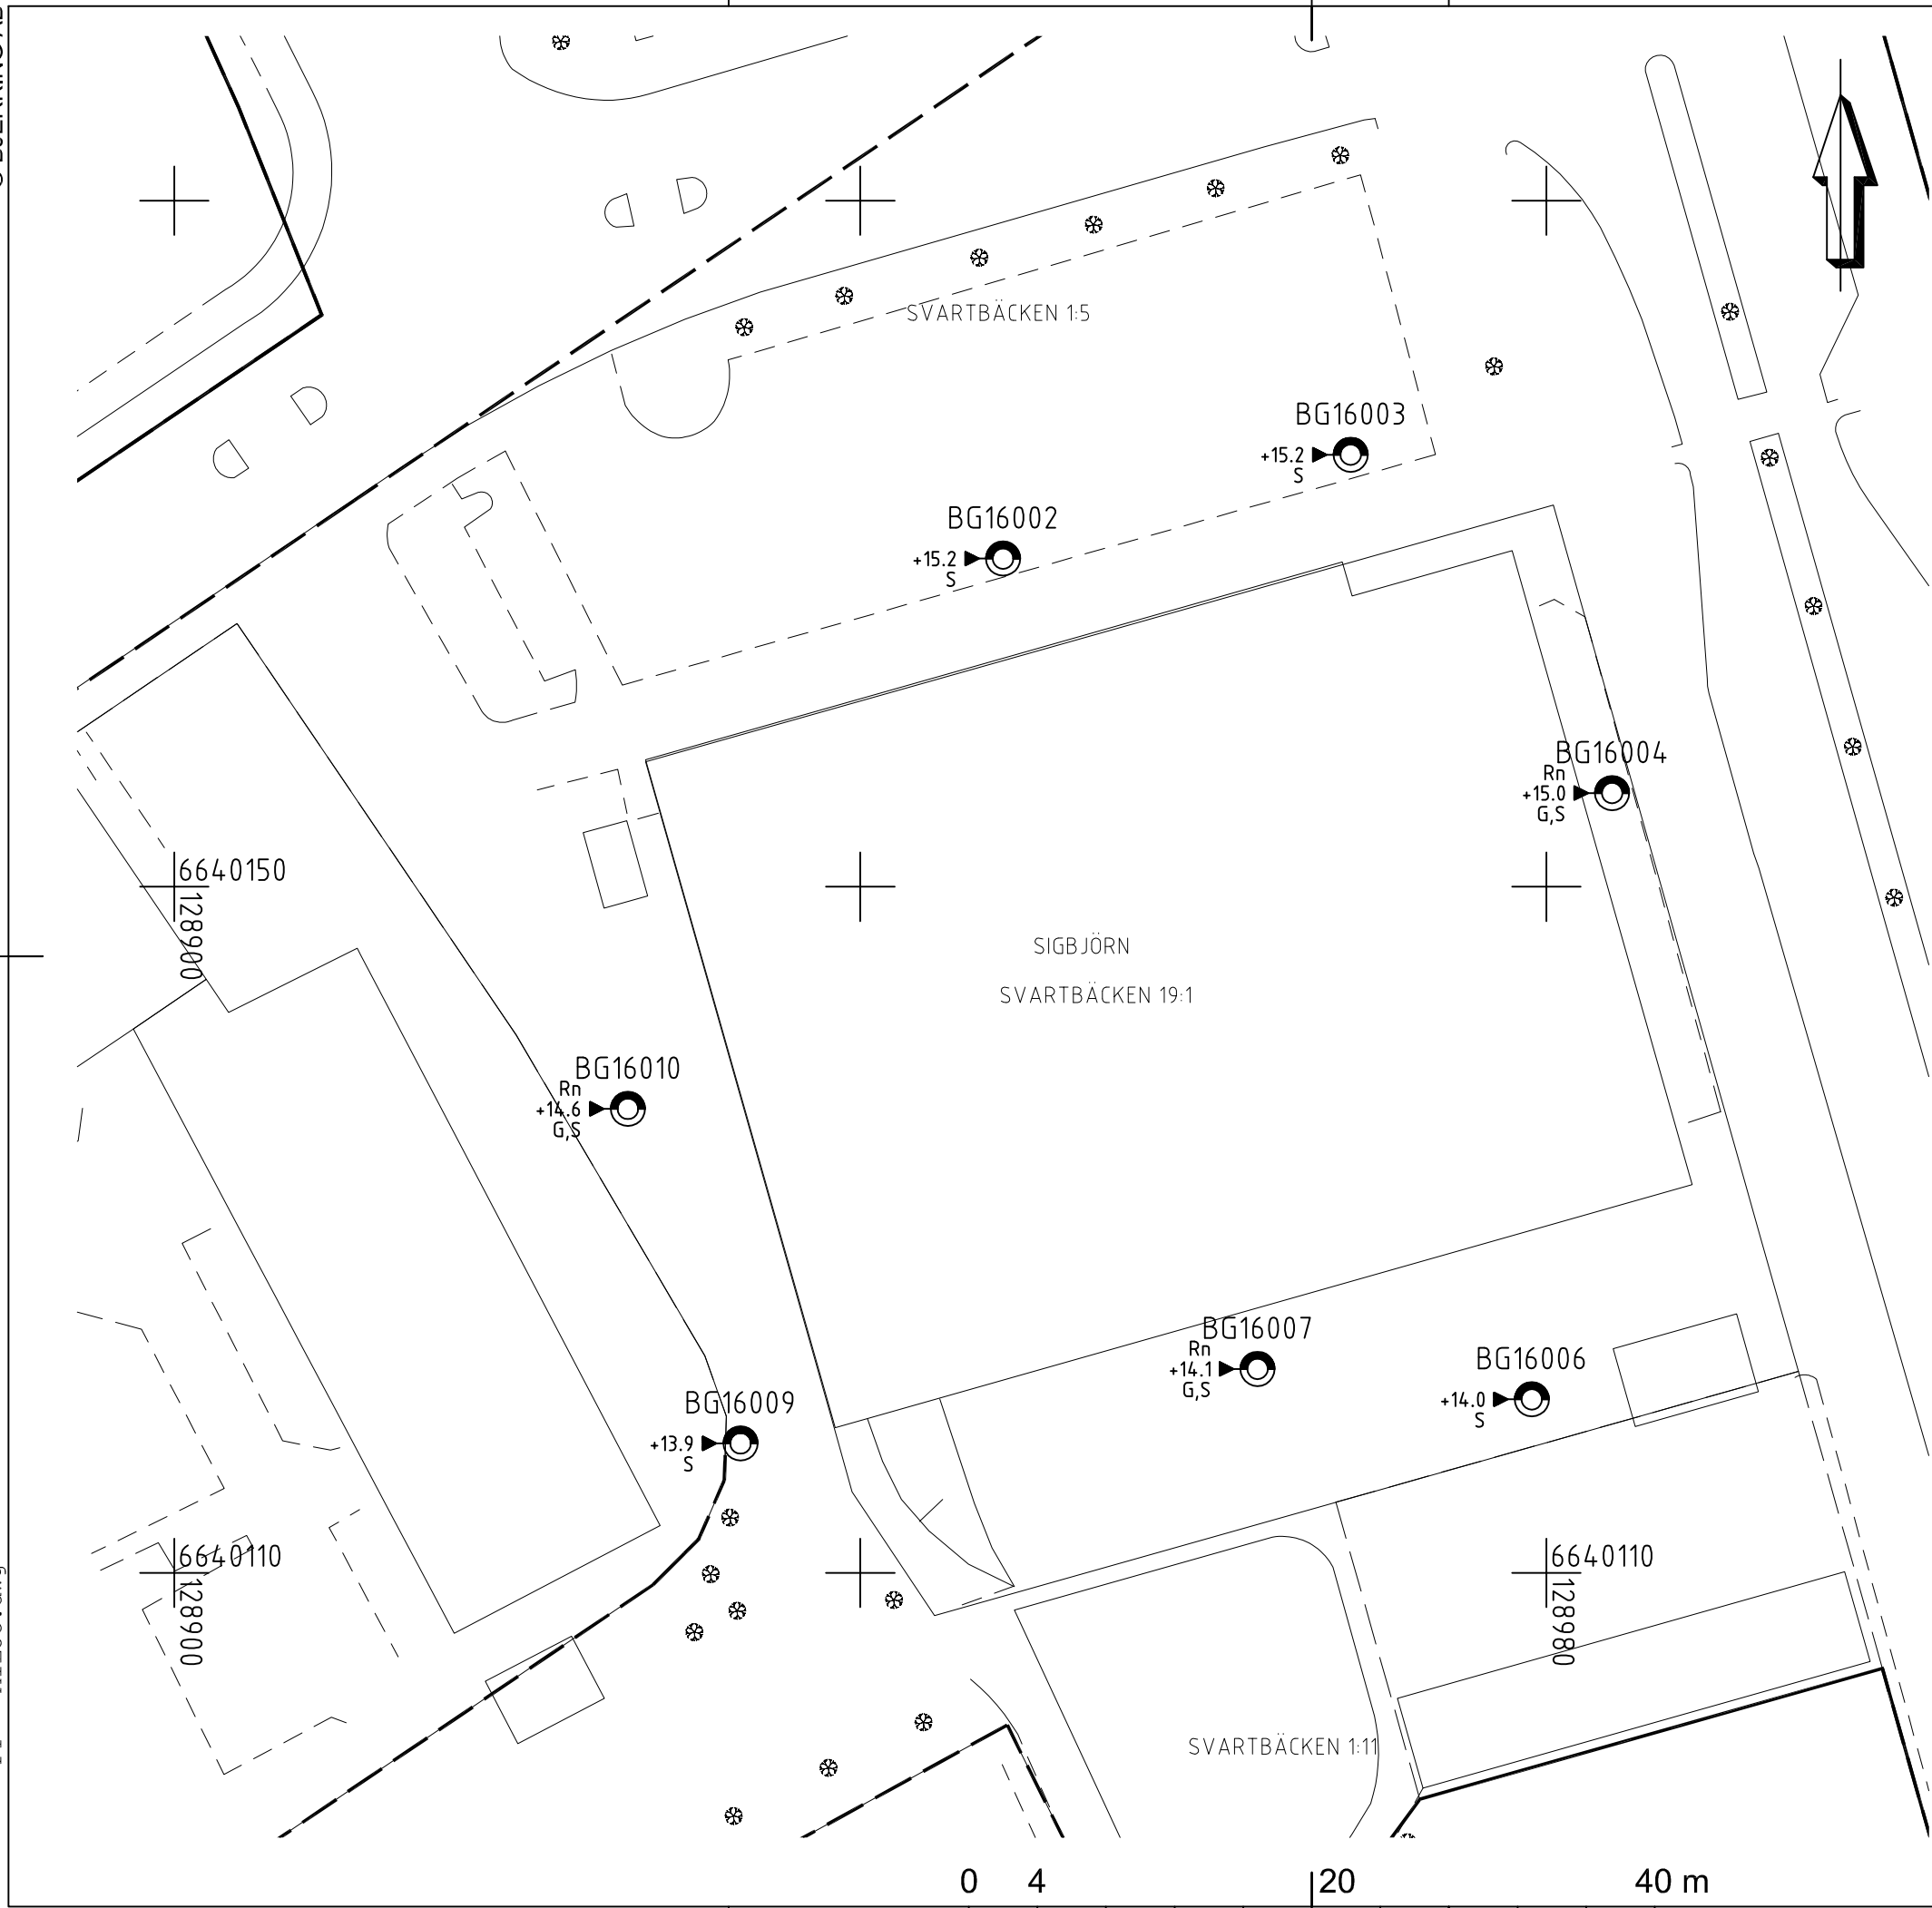 SVARTBÄCKEN 1:5
BG16003
+15.2
S
BG16002
+15.2
S
BG16004
Rn
+15.0
G,S
6640150
128900
SIGBJÖRN
SVARTBÄCKEN 19:1
BG16010
Rn
+14.6
G,S
BG16007
Rn
+14.1
G,S
BG16006
+14.0
S
BG16009
+13.9
S
6640110
128900
6640110
128980
SVARTBÄCKEN 1:11
0 4 20 40 m